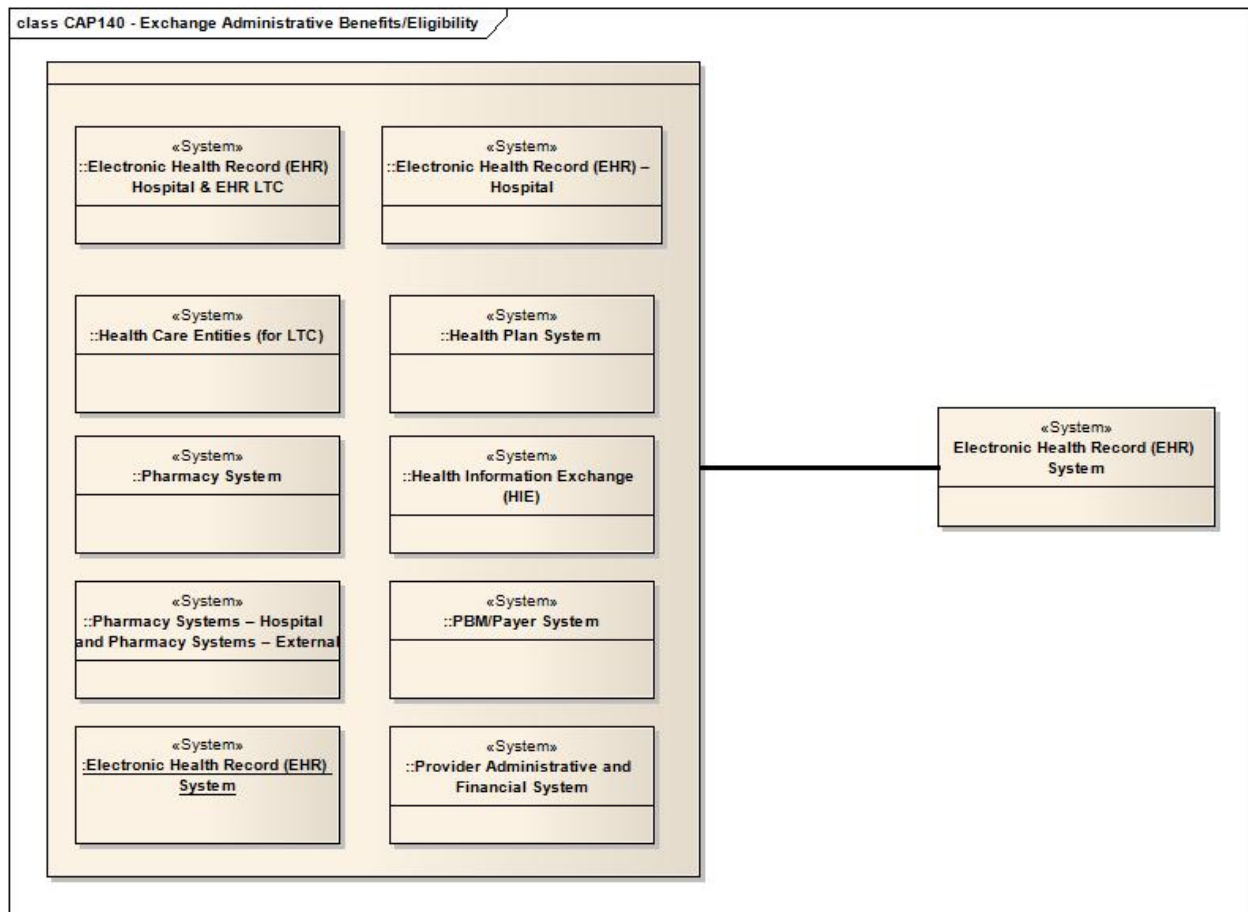 class CAP140 - Exchange Administrative Benefits/Eligibility
«System»
::Electronic Health Record (EHR)
Hospital & EHR LTC
«System»
::Electronic Health Record (EHR) –
Hospital
«System»
::Health Care Entities (for LTC)
«System»
::Health Plan System
«System»
::Pharmacy System
«System»
::Health Information Exchange
(HIE)
«System»
Electronic Health Record (EHR)
System
«System»
::Pharmacy Systems – Hospital
and Pharmacy Systems – External
«System»
::PBM/Payer System
«System»
:Electronic Health Record (EHR)
System
«System»
::Provider Administrative and
Financial System